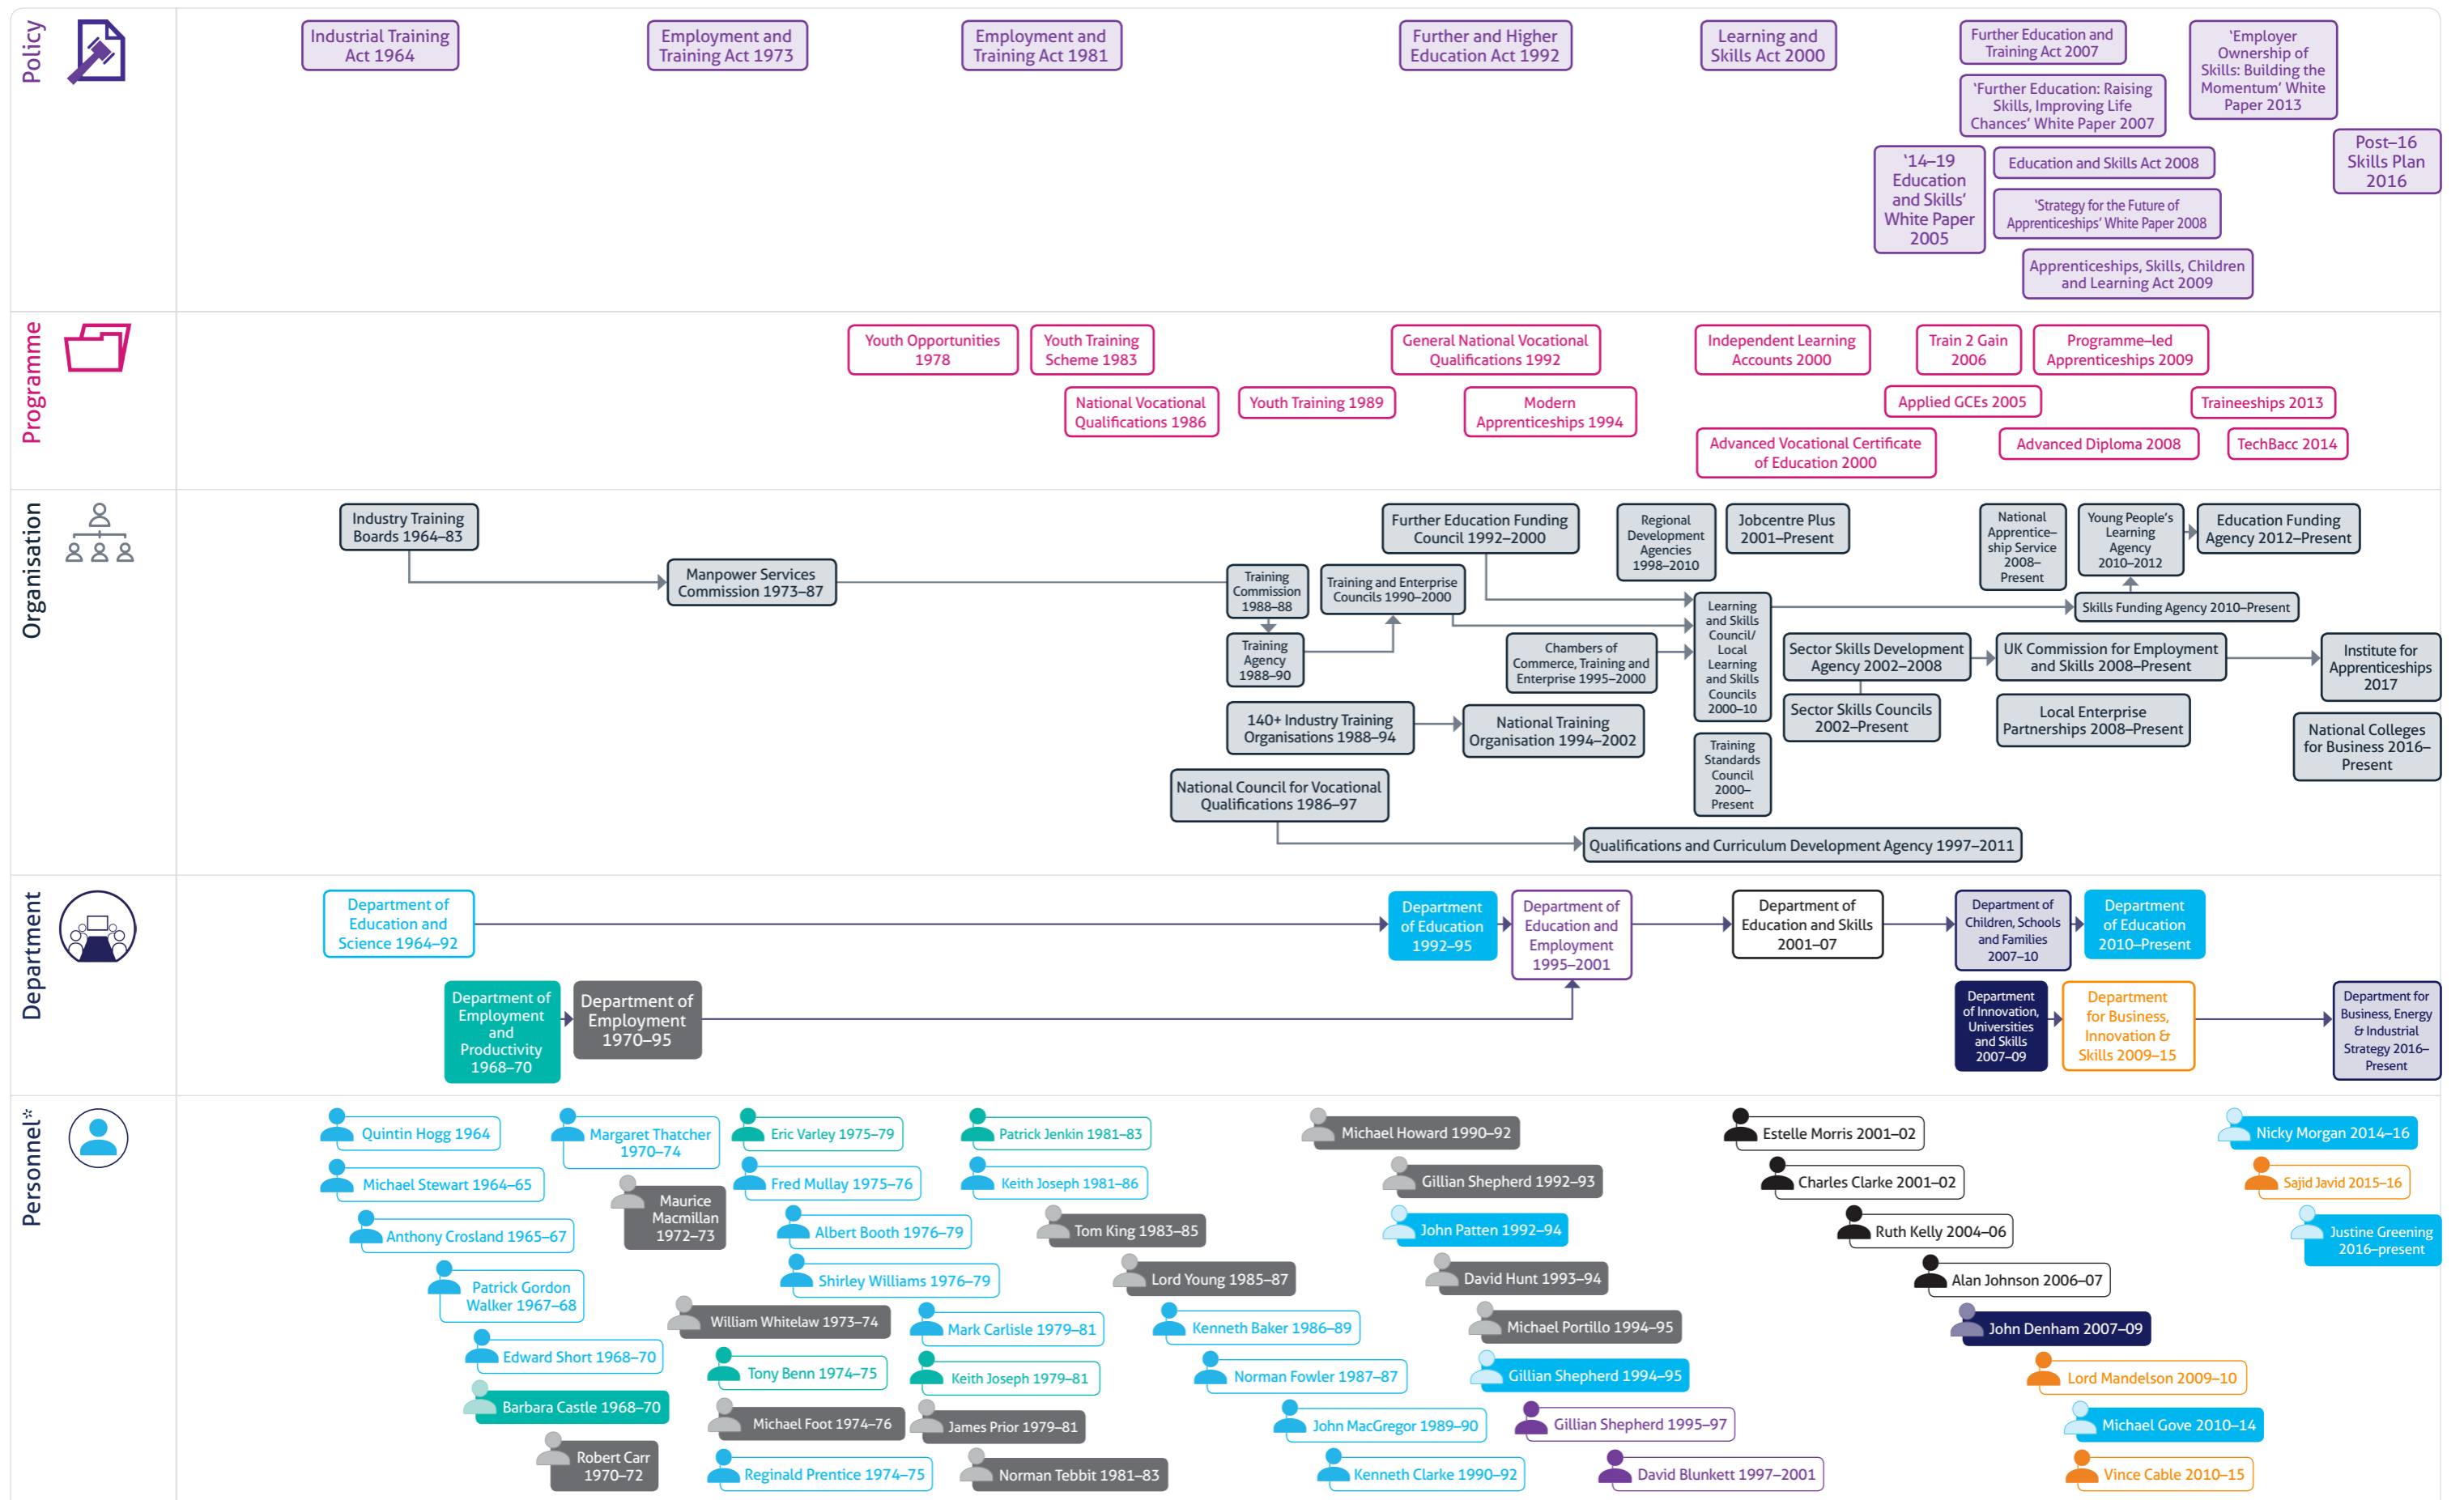 Policy
Industrial Training
Act 1964
Employment and
Training Act 1973
Employment and
Training Act 1981
Further and Higher
Education Act 1992
Learning and
Skills Act 2000
Further Education and
Training Act 2007
‘Further Education: Raising
Skills, Improving Life
Chances’ White Paper 2007
‘14–19
Education
and Skills’
White Paper
2005
Education and Skills Act 2008
‘Strategy for the Future of
Apprenticeships’ White Paper 2008
Apprenticeships, Skills, Children
and Learning Act 2009
‘Employer
Ownership of
Skills: Building the
Momentum’ White
Paper 2013
Post–16
Skills Plan
2016
Programme
Youth Opportunities
1978
Youth Training
Scheme 1983
National Vocational
Qualifications 1986
Youth Training 1989
General National Vocational
Qualifications 1992
Modern
Apprenticeships 1994
Independent Learning
Accounts 2000
Advanced Vocational Certificate
of Education 2000
Train 2 Gain
2006
Applied GCEs 2005
Programme–led
Apprenticeships 2009
Advanced Diploma 2008
Traineeships 2013
TechBacc 2014
Organisation
Industry Training
Boards 1964–83
Manpower Services
Commission 1973–87
Training
Commission
1988–88
Training
Agency
1988–90
Training and Enterprise
Councils 1990–2000
Further Education Funding
Council 1992–2000
Chambers of
Commerce, Training and
Enterprise 1995–2000
140+ Industry Training
Organisations 1988–94
National Training
Organisation 1994–2002
National Council for Vocational
Qualifications 1986–97
Qualifications and Curriculum Development Agency 1997–2011
Regional
Development
Agencies
1998–2010
Jobcentre Plus
2001–Present
Learning
and Skills
Council/
Local
Learning
and Skills
Councils
2000–10
Training
Standards
Council
2000–
Present
Sector Skills Development
Agency 2002–2008
Sector Skills Councils
2002–Present
National
Apprentice–
ship Service
2008–
Present
Young People’s
Learning
Agency
2010–2012
Education Funding
Agency 2012–Present
Skills Funding Agency 2010–Present
UK Commission for Employment
and Skills 2008–Present
Local Enterprise
Partnerships 2008–Present
Institute for
Apprenticeships
2017
National Colleges
for Business 2016–
Present
Department
Department of
Education and
Science 1964–92
Department
of Education
1992–95
Department of
Education and
Employment
1995–2001
Department of
Education and Skills
2001–07
Department of
Children, Schools
and Families
2007–10
Department
of Education
2010–Present
Department of
Employment
and
Productivity
1968–70
Department of
Employment
1970–95
Department
of Innovation,
Universities
and Skills
2007–09
Department
for Business,
Innovation &
Skills 2009–15
Department for
Business, Energy
& Industrial
Strategy 2016–
Present
Personnel*
Quintin Hogg 1964
Michael Stewart 1964–65
Anthony Crosland 1965–67
Patrick Gordon
Walker 1967–68
Edward Short 1968–70
Barbara Castle 1968–70
Robert Carr
1970–72
Margaret Thatcher
1970–74
Maurice
Macmillan
1972–73
William Whitelaw 1973–74
Tony Benn 1974–75
Michael Foot 1974–76
Reginald Prentice 1974–75
Eric Varley 1975–79
Fred Mullay 1975–76
Albert Booth 1976–79
Shirley Williams 1976–79
Mark Carlisle 1979–81
Keith Joseph 1979–81
James Prior 1979–81
Norman Tebbit 1981–83
Patrick Jenkin 1981–83
Keith Joseph 1981–86
Tom King 1983–85
Lord Young 1985–87
Kenneth Baker 1986–89
Norman Fowler 1987–87
John MacGregor 1989–90
Kenneth Clarke 1990–92
Michael Howard 1990–92
Gillian Shepherd 1992–93
John Patten 1992–94
David Hunt 1993–94
Michael Portillo 1994–95
Gillian Shepherd 1994–95
Gillian Shepherd 1995–97
David Blunkett 1997–2001
Estelle Morris 2001–02
Charles Clarke 2001–02
Ruth Kelly 2004–06
Alan Johnson 2006–07
John Denham 2007–09
Lord Mandelson 2009–10
Michael Gove 2010–14
Vince Cable 2010–15
Nicky Morgan 2014–16
Sajid Javid 2015–16
Justine Greening
2016–present